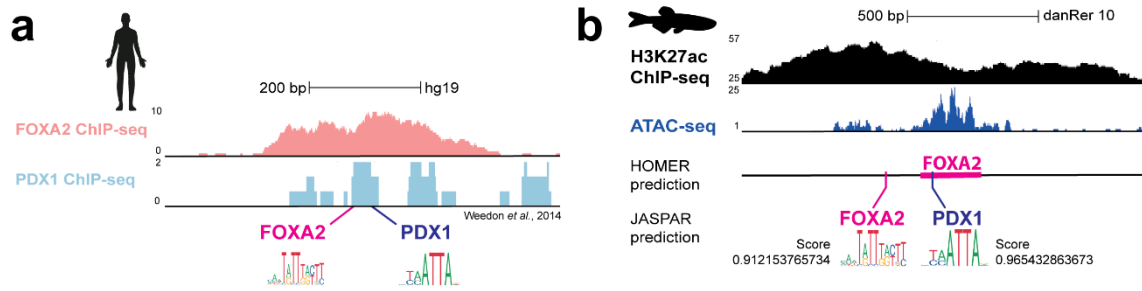 a
200 bp
hg19
10
FOXA2 ChIP-seq
0
2
PDX1 ChIP-seq
0
Weedon et al., 2014
FOXA2
PDX1
b
500 bp
danRer 10
57
H3K27ac
ChIP-seq
25
25
ATAC-seq
1
HOMER
prediction
FOXA2
JASPAR
prediction
FOXA2
PDX1
Score
0.912153765734
Score
0.965432863673